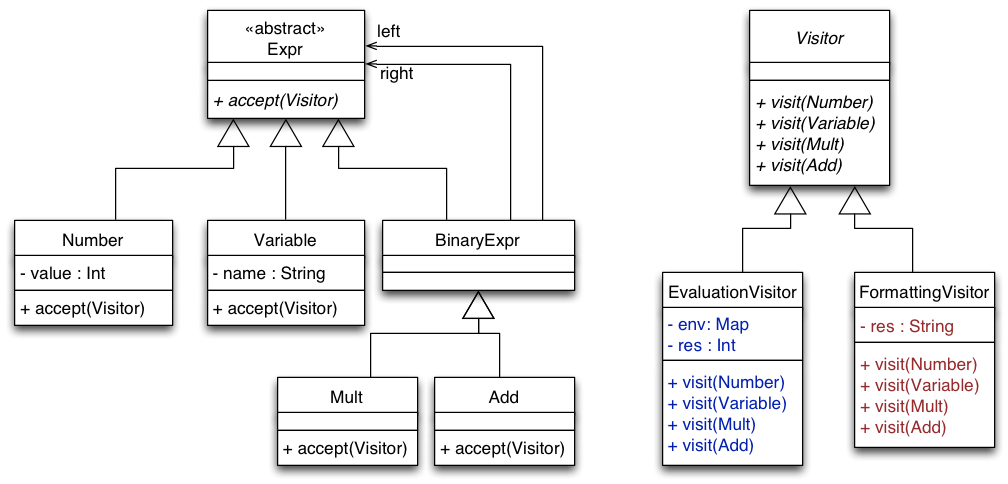 «abstract»
Expr
+ accept(Visitor)
left
right
Number
- value : Int
+ accept(Visitor)
Variable
- name : String
+ accept(Visitor)
BinaryExpr
Mult
+ accept(Visitor)
Add
+ accept(Visitor)
Visitor
+ visit(Number)
+ visit(Variable)
+ visit(Mult)
+ visit(Add)
EvaluationVisitor
- env: Map
- res : Int
+ visit(Number)
+ visit(Variable)
+ visit(Mult)
+ visit(Add)
FormattingVisitor
- res : String
+ visit(Number)
+ visit(Variable)
+ visit(Mult)
+ visit(Add)